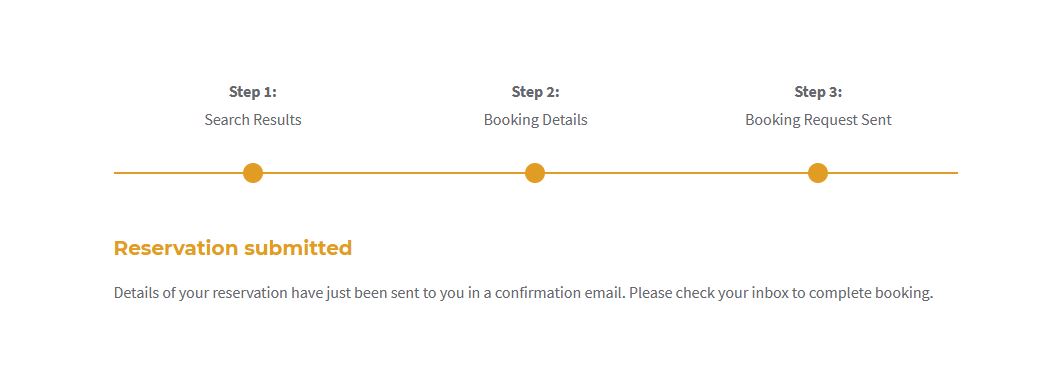 Step 1:
Search Results
Step 2:
Booking Details
Step 3:
Booking Request Sent
Reservation submitted
Details of your reservation have just been sent to you in a confirmation email. Please check your inbox to complete booking.